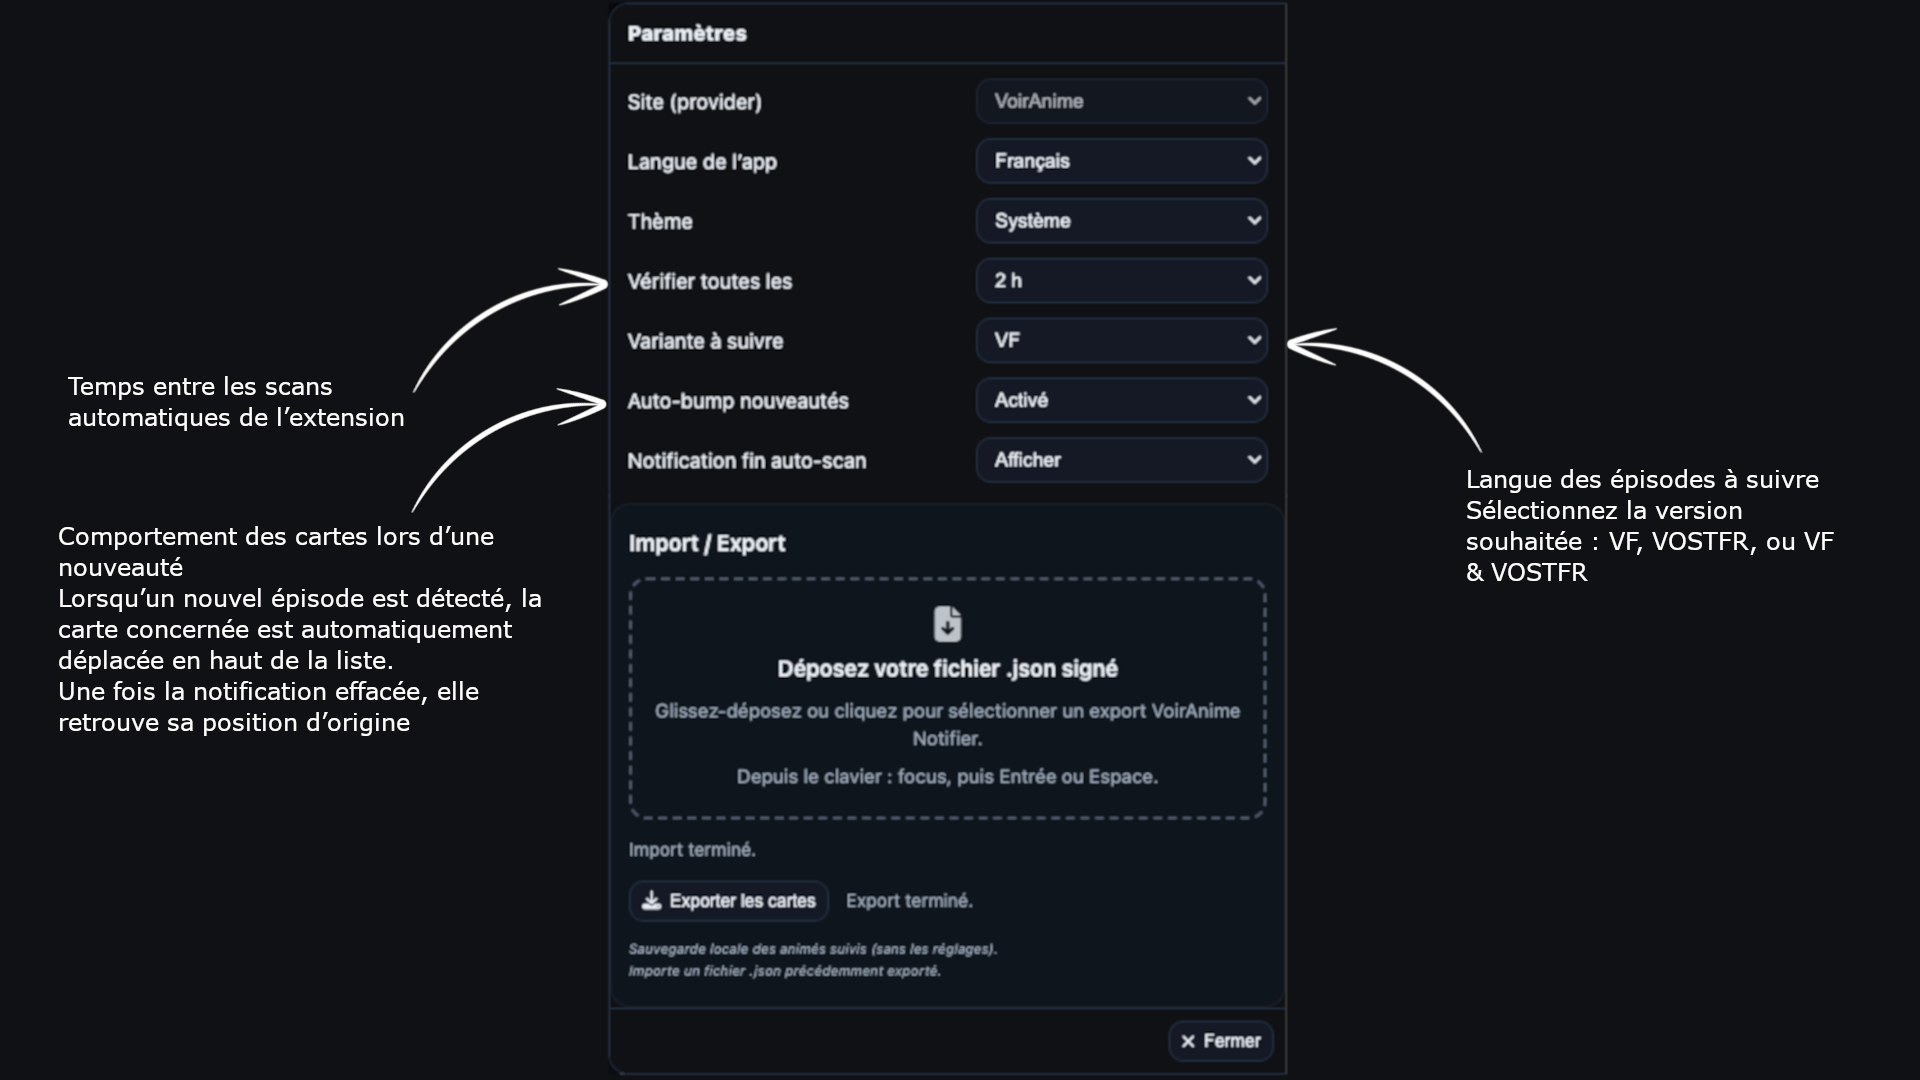 Paramètres
Site (provider)
VoirAnime
Langue de l’app
Français
Thème
Système
Vérifier toutes les
2 h
Variante à suivre
VF
Auto-bump nouveautés
Activé
Notification fin auto-scan
Afficher
Temps entre les scans
automatiques de l’extension
Comportement des cartes lors d’une
nouveauté
Lorsqu’un nouvel épisode est détecté, la
carte concernée est automatiquement
déplacée en haut de la liste.
Une fois la notification effacée, elle
retrouve sa position d’origine
Langue des épisodes à suivre
Sélectionnez la version
souhaitée : VF, VOSTFR, ou VF
& VOSTFR
Import / Export
Déposez votre fichier .json signé
Glissez-déposez ou cliquez pour sélectionner un export VoirAnime
Notifier.
Depuis le clavier : focus, puis Entrée ou Espace.
Import terminé.
Exporter les cartes
Export terminé.
Sauvegarde locale des animés suivis (sans les réglages).
Importe un fichier .json précédemment exporté.
Fermer